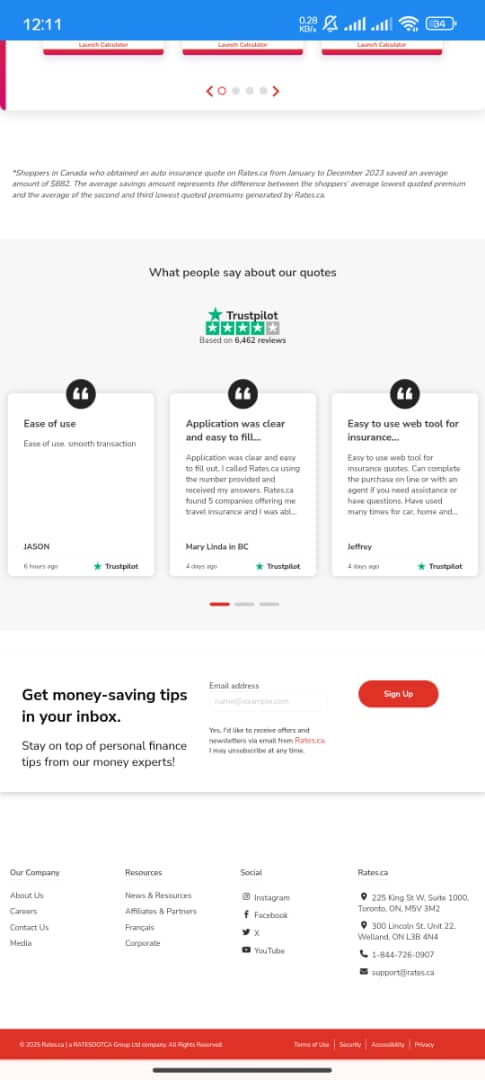 12:11
0.28
KB/s
34
Launch Calculator
Launch Calculator
Launch Calculator
*Shoppers in Canada who obtained an auto insurance quote on Rates.ca from January to December 2023 saved an average
amount of $882. The average savings amount represents the difference between the shoppers' average lowest quoted premium
and the average of the second and third lowest quoted premiums generated by Rates.ca.
What people say about our quotes
Trustpilot
Based on 6,462 reviews
Ease of use
Ease of use. smooth transaction
JASON
6 hours ago
Trustpilot
Application was clear
and easy to fill...
Application was clear and easy
to fill out, I called Rates.ca using
the number provided and
received my answers. Rates.ca
found 5 companies offering me
travel insurance and I was abl...
Mary Linda in BC
4 days ago
Trustpilot
Easy to use web tool for
insurance...
Easy to use web tool for
insurance quotes. Can complete
the purchase on line or with an
agent if you need assistance or
have questions. Have used
many times for car, home and...
Jeffrey
4 days ago
Trustpilot
Get money-saving tips
in your inbox.
Stay on top of personal finance
tips from our money experts!
Email address
name@example.com
Yes, I'd like to receive offers and
newsletters via email from Rates.ca.
I may unsubscribe at any time.
Sign Up
Our Company
About Us
Careers
Contact Us
Media
Resources
News & Resources
Affiliates & Partners
Français
Corporate
Social
Instagram
Facebook
X
YouTube
Rates.ca
225 King St W, Suite 1000,
Toronto, ON, M5V 3M2
300 Lincoln St, Unit 22,
Welland, ON L3B 4N4
1-844-726-0907
support@rates.ca
© 2025 Rates.ca | a RATESDOTCA Group Ltd company. All Rights Reserved.
Terms of Use | Security | Accessibility | Privacy